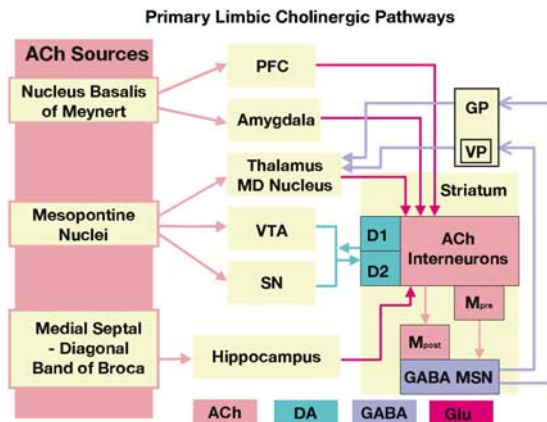 Primary Limbic Cholinergic Pathways
ACh Sources
Nucleus Basalis
of Meynert
Mesopontine
Nuclei
Medial Septal
- Diagonal
Band of Broca
PFC
Amygdala
Thalamus
MD Nucleus
VTA
SN
Hippocampus
GP
VP
Striatum
D1
D2
ACh
Interneurons
Mpre
Mpost
GABA MSN
ACh
DA
GABA
Glu